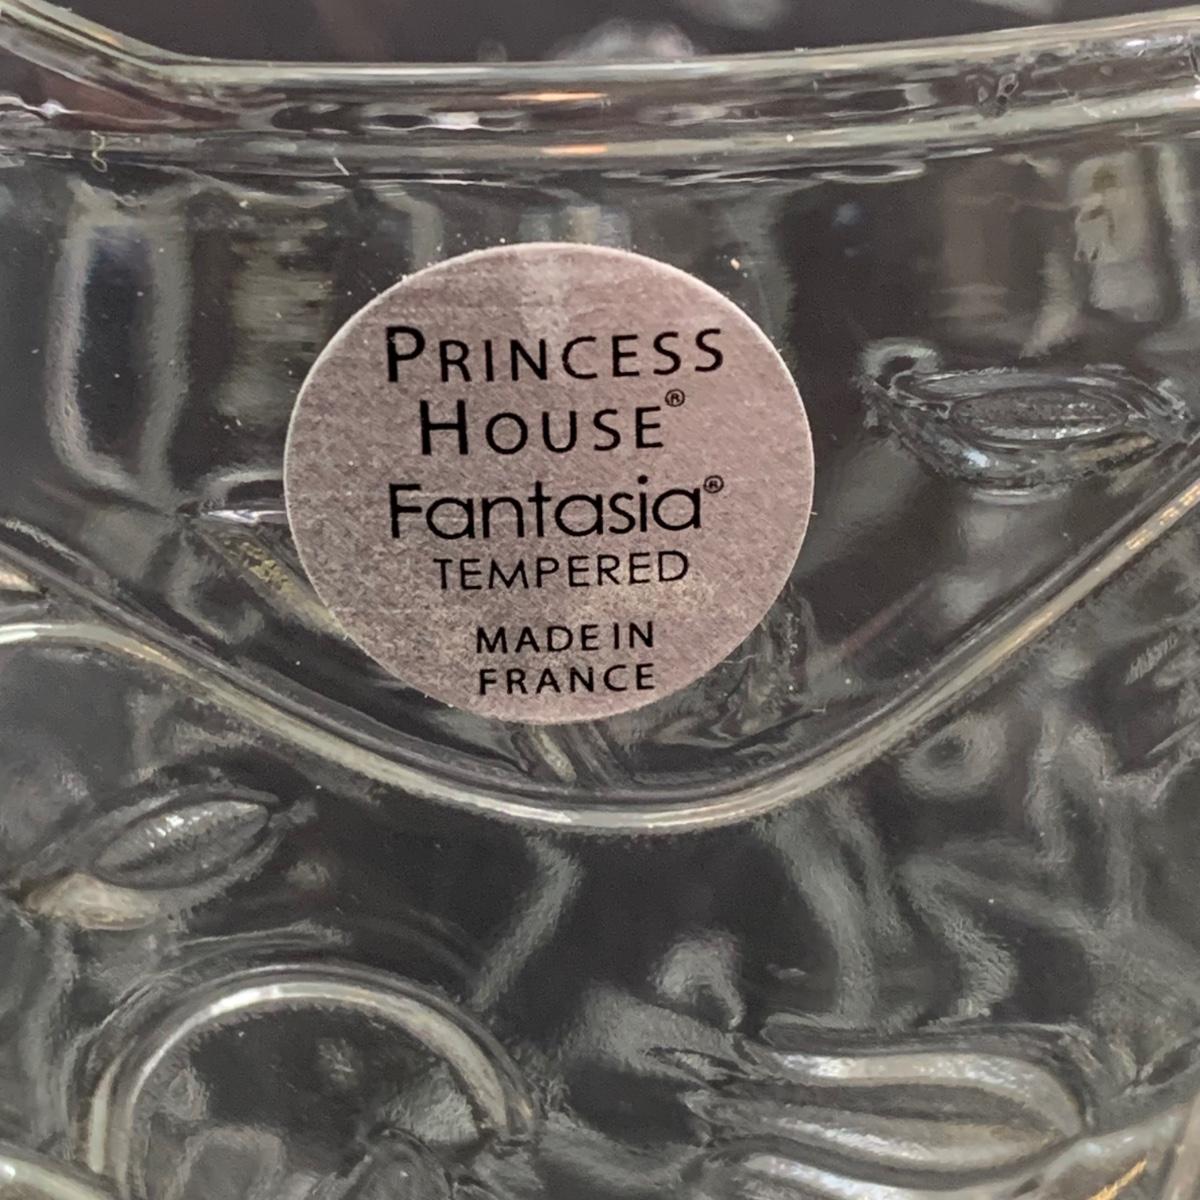 PRINCESS
HOUSE®
Fantasia®
TEMPERED
MADE IN
FRANCE